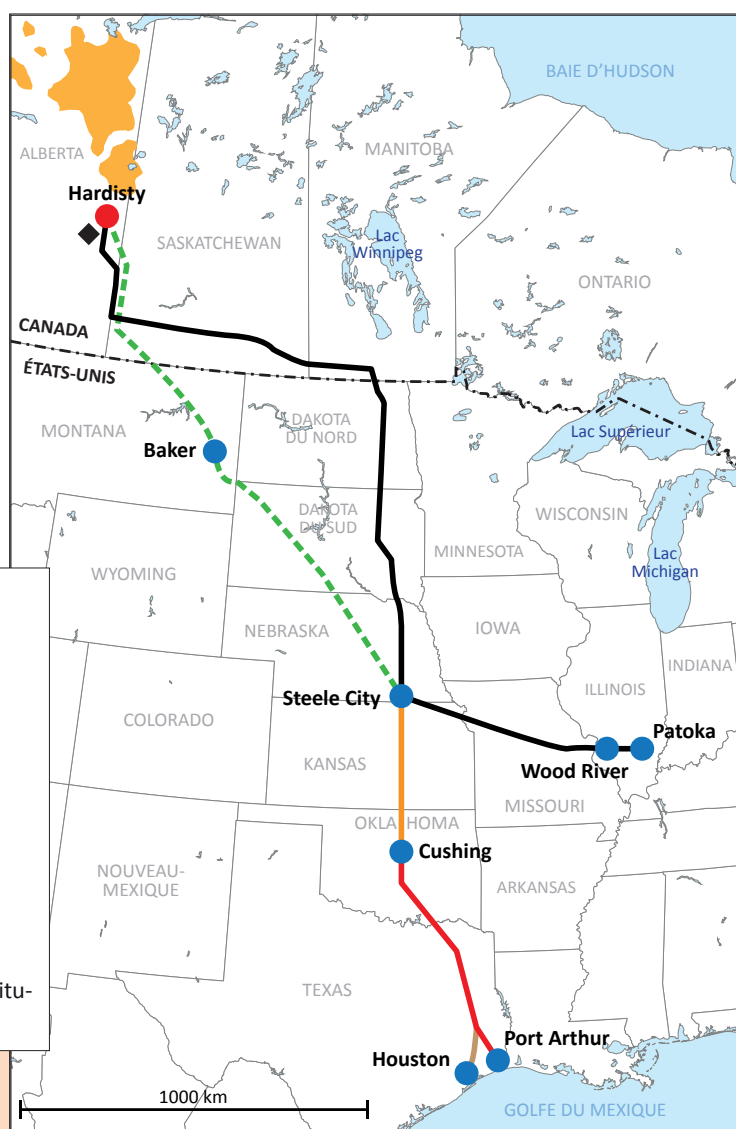 BAIE D'HUDSON
ALBERTA
MANITOBA
Hardisty
SASKATCHEWAN
Lac
Winnipeg
ONTARIO
CANADA
ÉTATS-UNIS
MONTANA
DAKOTA
DU NORD
Lac Supérieur
Baker
DAKOTA
DU SUD
WISCONSIN
MINNESOTA
Lac
Michigan
WYOMING
NEBRASKA
IOWA
INDIANA
ILLINOIS
Steele City
COLORADO
Patoka
KANSAS
Wood River
MISSOURI
OKLAHOMA
Cushing
NOUVEAU-
MEXIQUE
ARKANSAS
itu-
TEXAS
Port Arthur
Houston
1000 km
GOLFE DU MEXIQUE